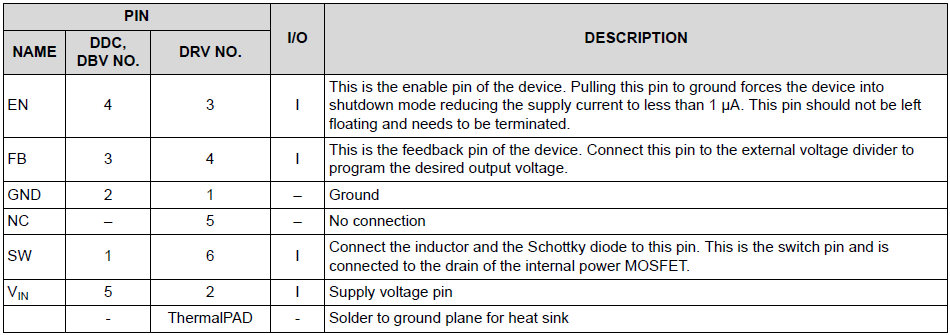 PIN
I/O
DESCRIPTION
NAME
DDC,
DBV NO.
DRV NO.
EN
4
3
I
This is the enable pin of the device. Pulling this pin to ground forces the device into
shutdown mode reducing the supply current to less than 1 µA. This pin should not be left
floating and needs to be terminated.
FB
3
4
I
This is the feedback pin of the device. Connect this pin to the external voltage divider to
program the desired output voltage.
GND
2
1
–
Ground
NC
–
5
–
No connection
SW
1
6
I
Connect the inductor and the Schottky diode to this pin. This is the switch pin and is
connected to the drain of the internal power MOSFET.
VIN
5
2
I
Supply voltage pin
-
ThermalPAD
-
Solder to ground plane for heat sink